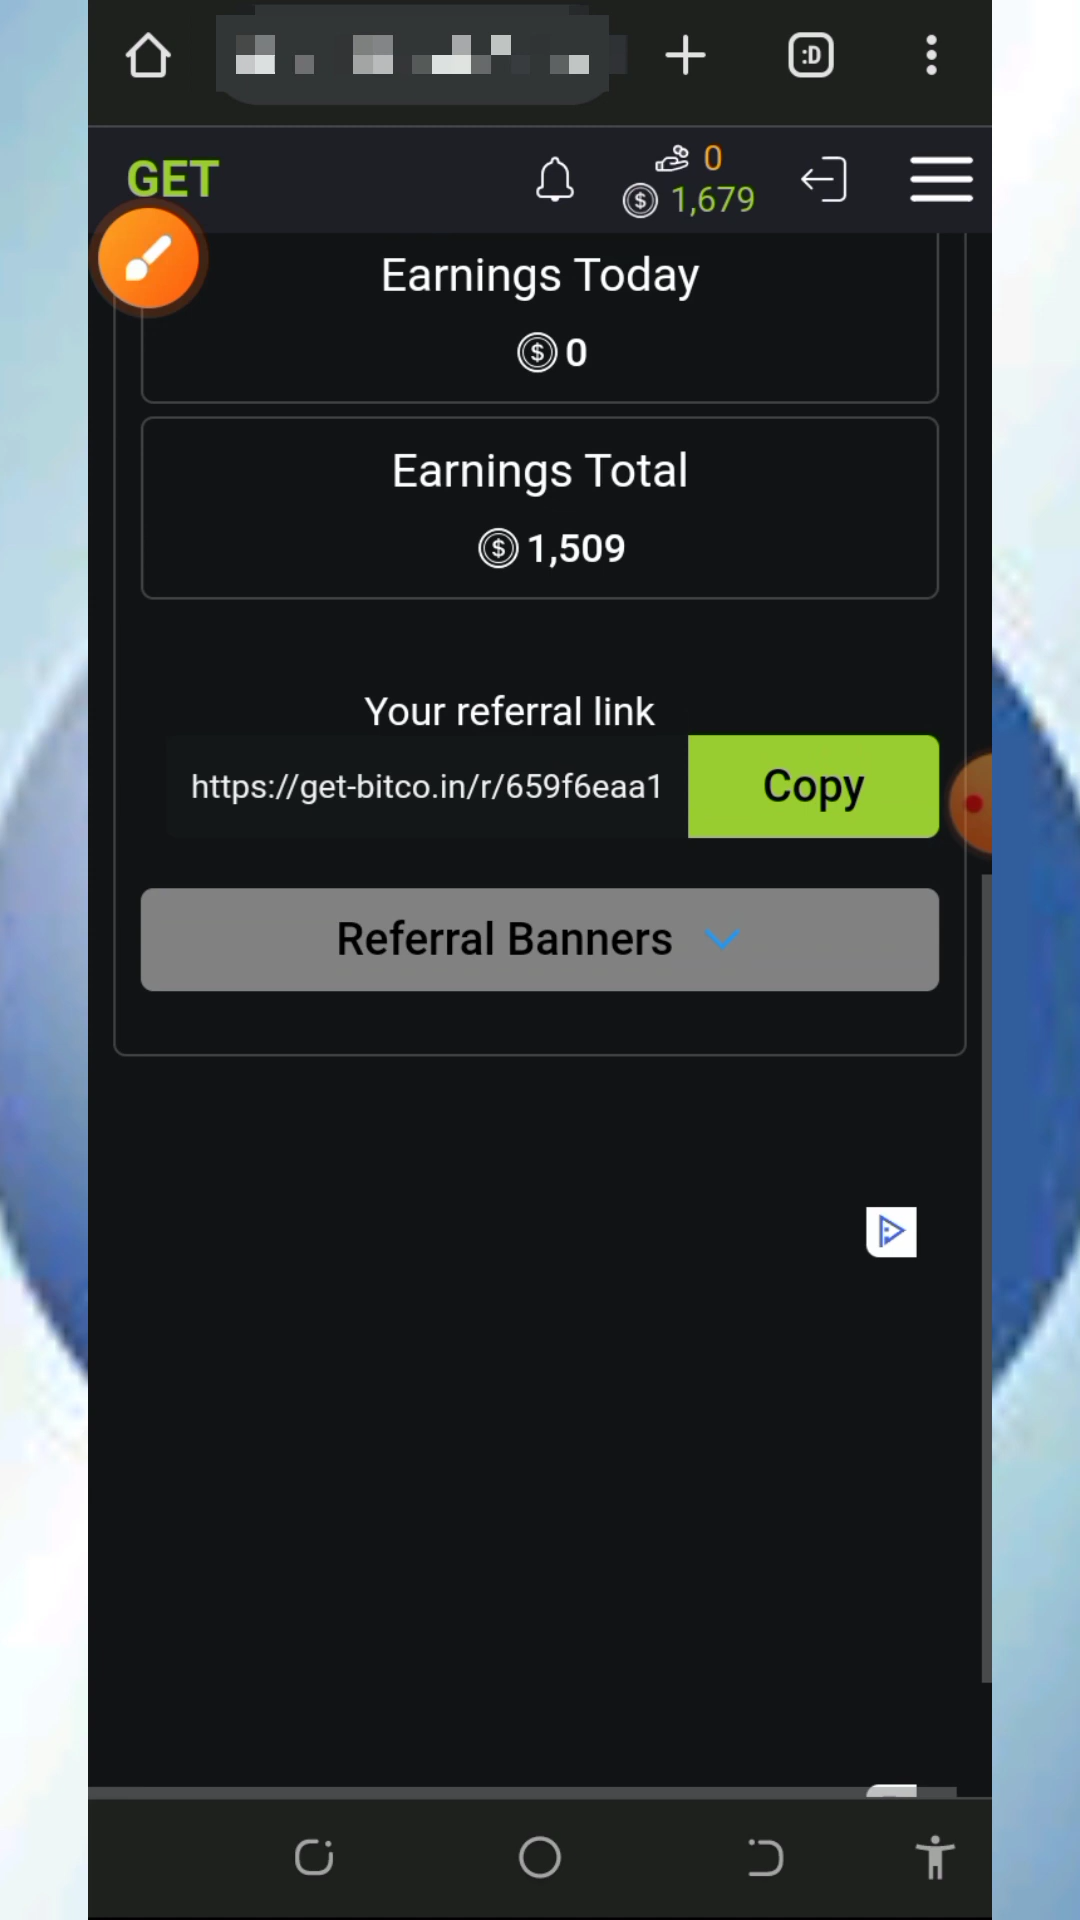 :D
GET
0
1,679
Earnings Today
0
Earnings Total
1,509
Your referral link
https://get-bitco.in/r/659f6eaa1
Copy
Referral Banners